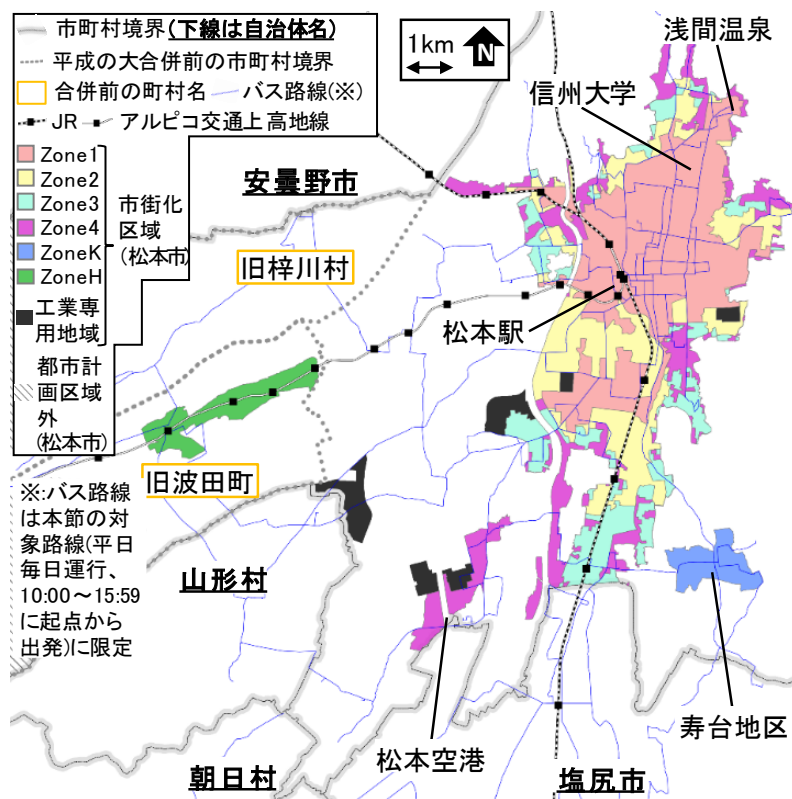 市町村境界(下線は自治体名)
平成の大合併前の市町村境界
合併前の町村名 バス路線(※)
JR アルピコ交通上高地線
Zone1
Zone2
Zone3
Zone4
ZoneK
ZoneH
市街化
区域
(松本市)
工業専
用地域
都市計
画区域
外
(松本市)
※:バス路線
は本節の対
象路線(平日
毎日運行、
10:00～15:59
に起点から
出発)に限定
1km
N
浅間温泉
信州大学
安曇野市
旧梓川村
松本駅
旧波田町
山形村
寿台地区
松本空港
朝日村
塩尻市